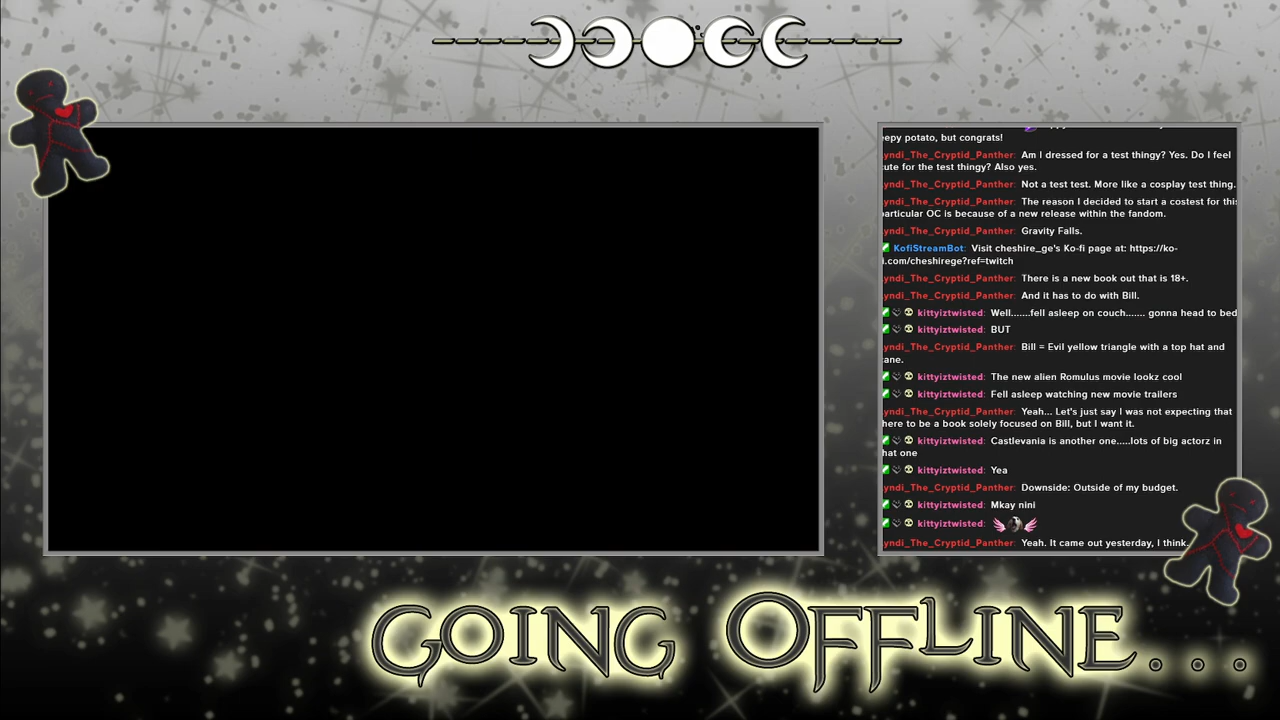 eepy potato, but congrats!
yndi_The_Cryptid_Panther: Am I dressed for a test thingy? Yes. Do I feel
ute for the test thingy? Also yes.
yndi_The_Cryptid_Panther: Not a test test. More like a cosplay test thing.
yndi_The_Cryptid_Panther: The reason I decided to start a costest for this
articular OC is because of a new release within the fandom.
yndi_The_Cryptid_Panther: Gravity Falls.
KofiStreamBot: Visit cheshire_ge's Ko-fi page at: https://ko-
i.com/cheshirege?ref=twitch
yndi_The_Cryptid_Panther: There is a new book out that is 18+.
yndi_The_Cryptid_Panther: And it has to do with Bill.
kittyiztwisted: Well.......fell asleep on couch....... gonna head to bed
kittyiztwisted: BUT
yndi_The_Cryptid_Panther: Bill = Evil yellow triangle with a top hat and
ane.
kittyiztwisted: The new alien Romulus movie lookz cool
kittyiztwisted: Fell asleep watching new movie trailers
yndi_The_Cryptid_Panther: Yeah... Let's just say I was not expecting that
here to be a book solely focused on Bill, but I want it.
kittyiztwisted: Castlevania is another one.....lots of big actorz in
hat one
kittyiztwisted: Yea
yndi_The_Cryptid_Panther: Downside: Outside of my budget.
kittyiztwisted: Mkay nini
kittyiztwisted:
yndi_The_Cryptid_Panther: Yeah. It came out yesterday, I think.
GOING OFFLINE...